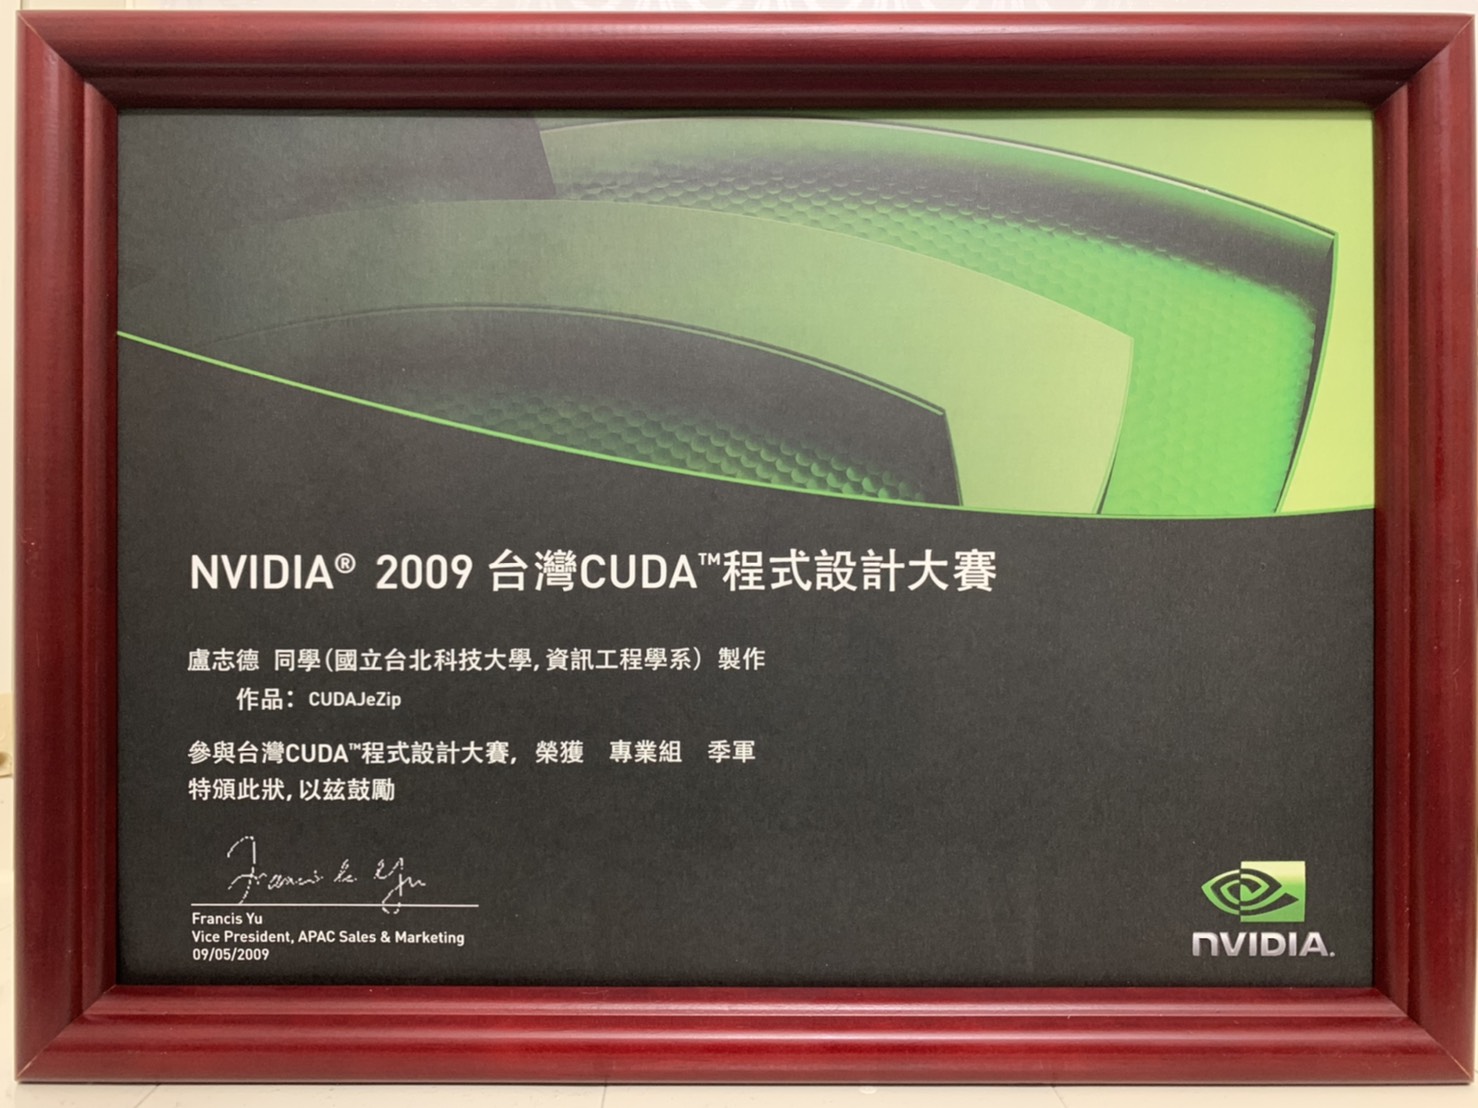 NVIDIA® 2009 台灣CUDA™程式設計大賽
盧志德 同學(國立台北科技大學,資訊工程學系) 製作
作品: CUDAJeZip
參與台灣CUDA™程式設計大賽, 榮獲 專業組 季軍
特頒此狀,以茲鼓勵
Francis Yu
Francis Yu
Vice President, APAC Sales & Marketing
09/05/2009
NVIDIA.